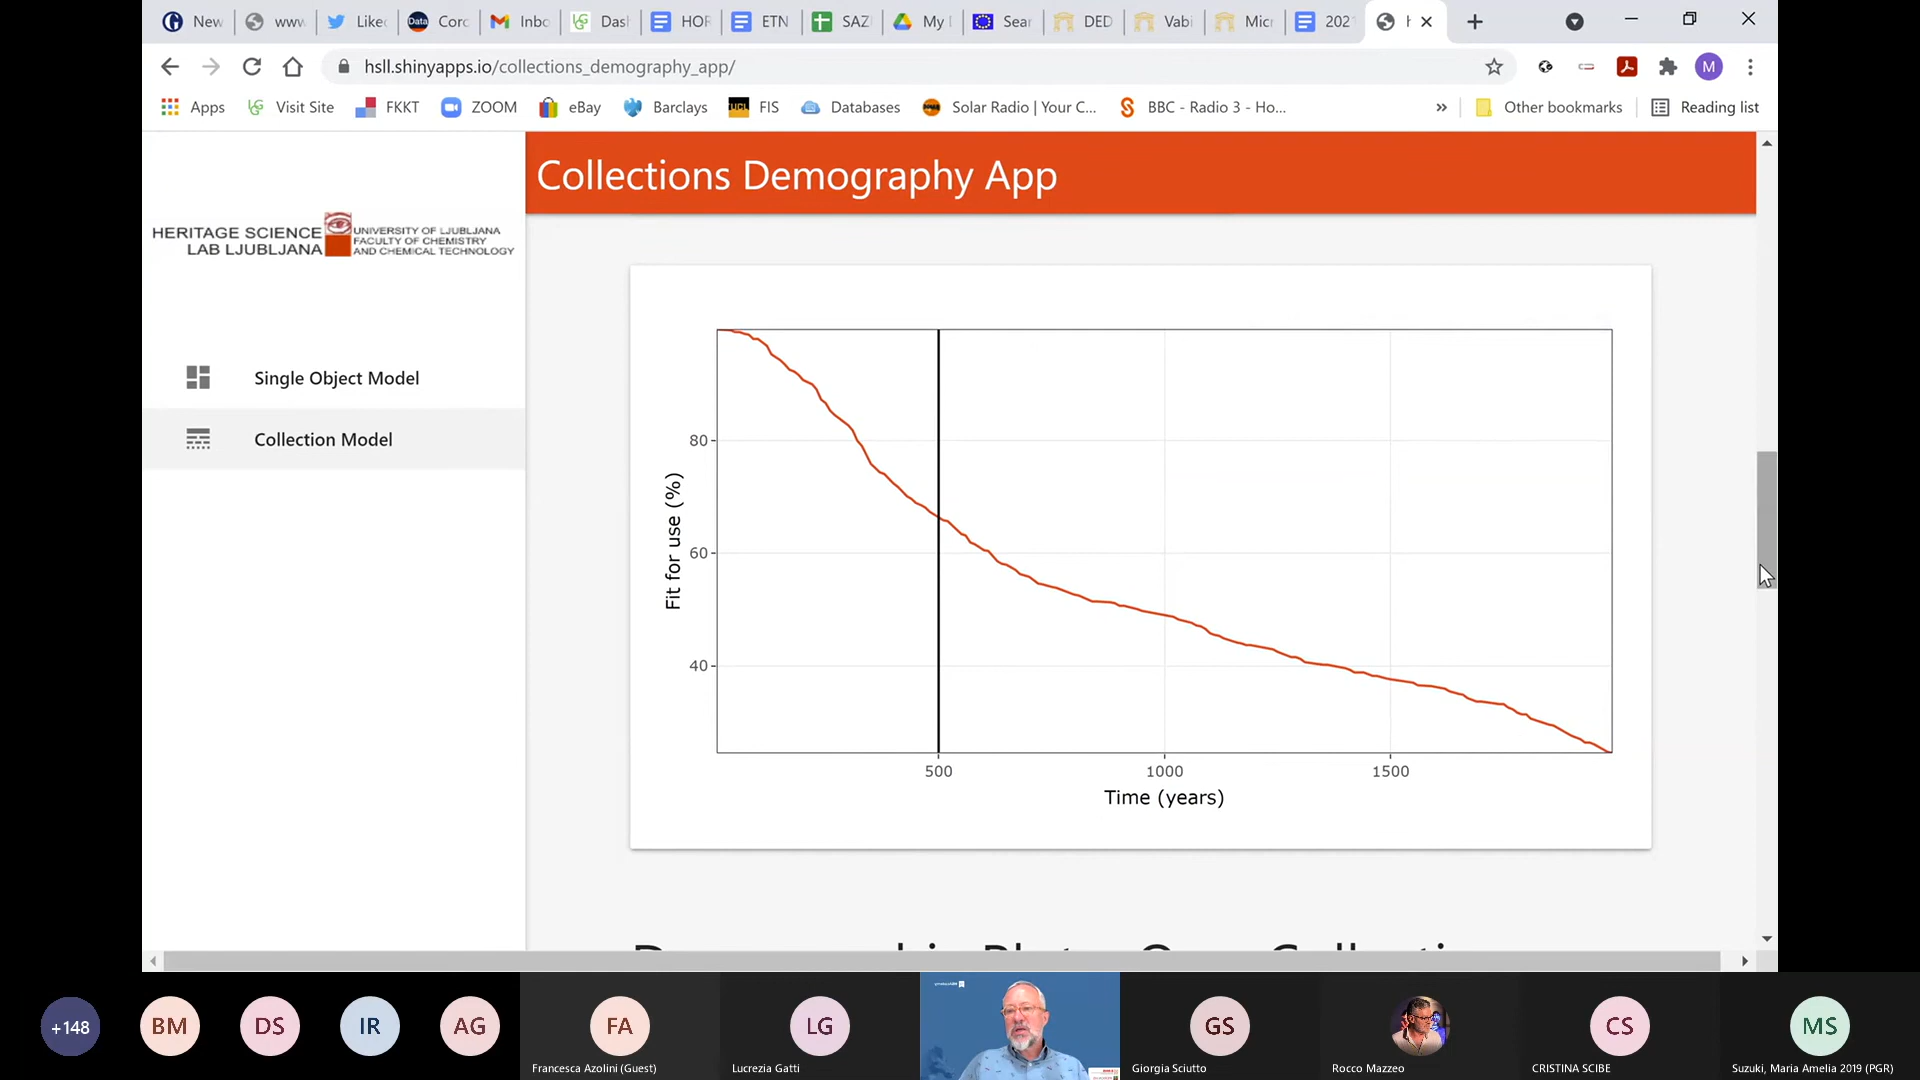 New
www
Like
Data
Corc
Inbo
Dash
HOR
ETN
SAZ
My I
Sear
DED
Vabi
Micr
202
hsll.shinyapps.io/collections_demography_app/
M
Apps
Visit Site
FKKT
ZOOM
eBay
Barclays
UCL
FIS
Databases
Solar Radio | Your C...
BBC - Radio 3 - Ho...
»
Other bookmarks
Reading list
HERITAGE SCIENCE
LAB LJUBLJANA
UNIVERSITY OF LJUBLJANA
FACULTY OF CHEMISTRY
AND CHEMICAL TECHNOLOGY
Single Object Model
Collection Model
Collections Demography App
Fit for use (%)
80
60
40
500
1000
1500
Time (years)
+148
BM
DS
IR
AG
FA
Francesca Azolini (Guest)
LG
Lucrezia Gatti
GS
Giorgia Sciutto
Rocco Mazzeo
CS
CRISTINA SCIBE
MS
Suzuki, Maria Amelia 2019 (PGR)